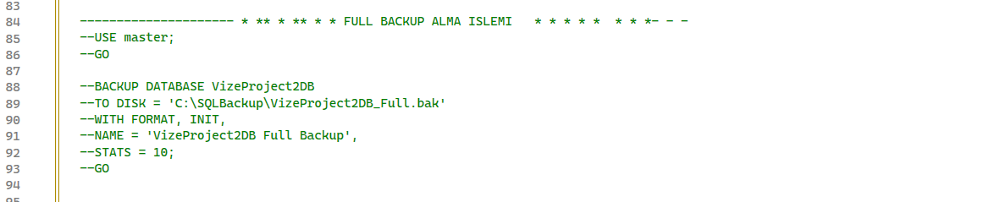 83
84 --------------------- * ** * ** * * FULL BACKUP ALMA ISLEMI   * * * * *  * * *- - -
85 --USE master;
86 --GO
87
88 --BACKUP DATABASE VizeProject2DB
89 --TO DISK = 'C:\SQLBackup\VizeProject2DB_Full.bak'
90 --WITH FORMAT, INIT,
91 --NAME = 'VizeProject2DB Full Backup',
92 --STATS = 10;
93 --GO
94
95